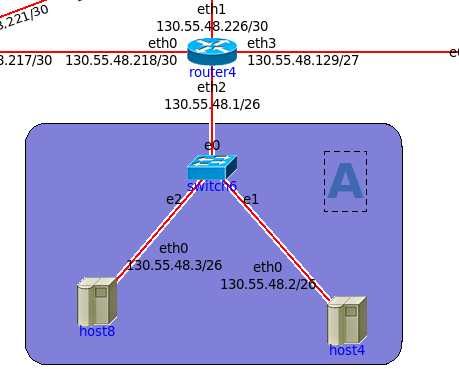 3.221/30
eth1
130.55.48.226/30
eth0
eth3
3.217/30
130.55.48.218/30
130.55.48.129/27
router4
eth2
130.55.48.1/26
e0
switch6
A
e2
e1
eth0
130.55.48.3/26
eth0
130.55.48.2/26
host8
host4